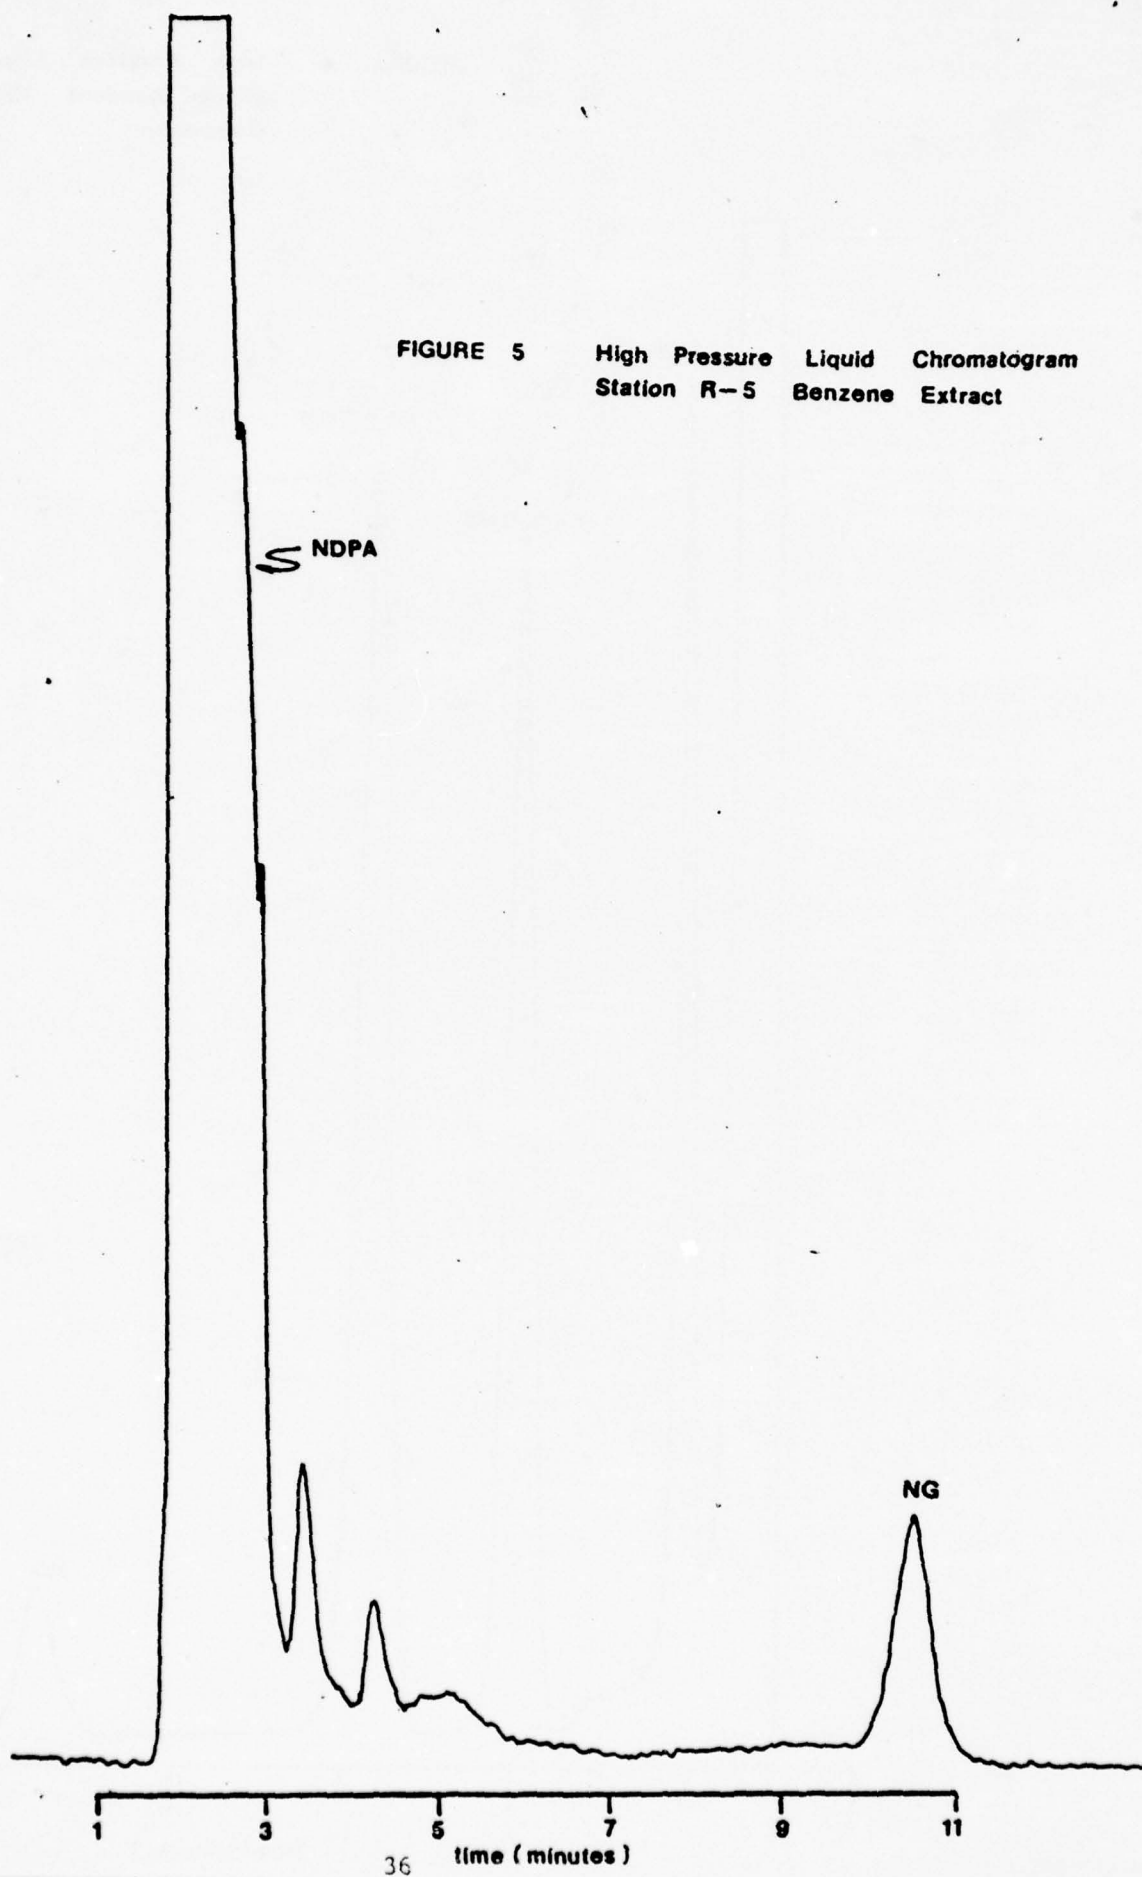 FIGURE 5 High Pressure Liquid Chromatogram
Station R-5 Benzene Extract
NDPA
NG
1 3 5 7 9 11
time (minutes)
36